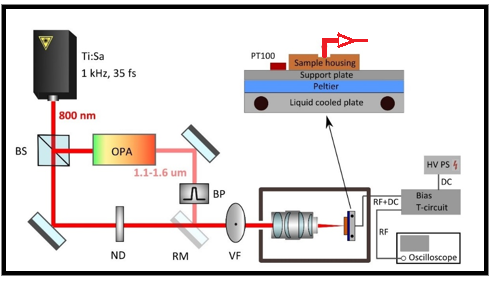 Ti:Sa
1 kHz, 35 fs
800 nm
BS
OPA
1.1-1.6 um
BP
ND
RM
VF
PT100
Sample housing
Support plate
Peltier
Liquid cooled plate
HV PS
DC
RF+DC
Bias
T-circuit
RF
Oscilloscope